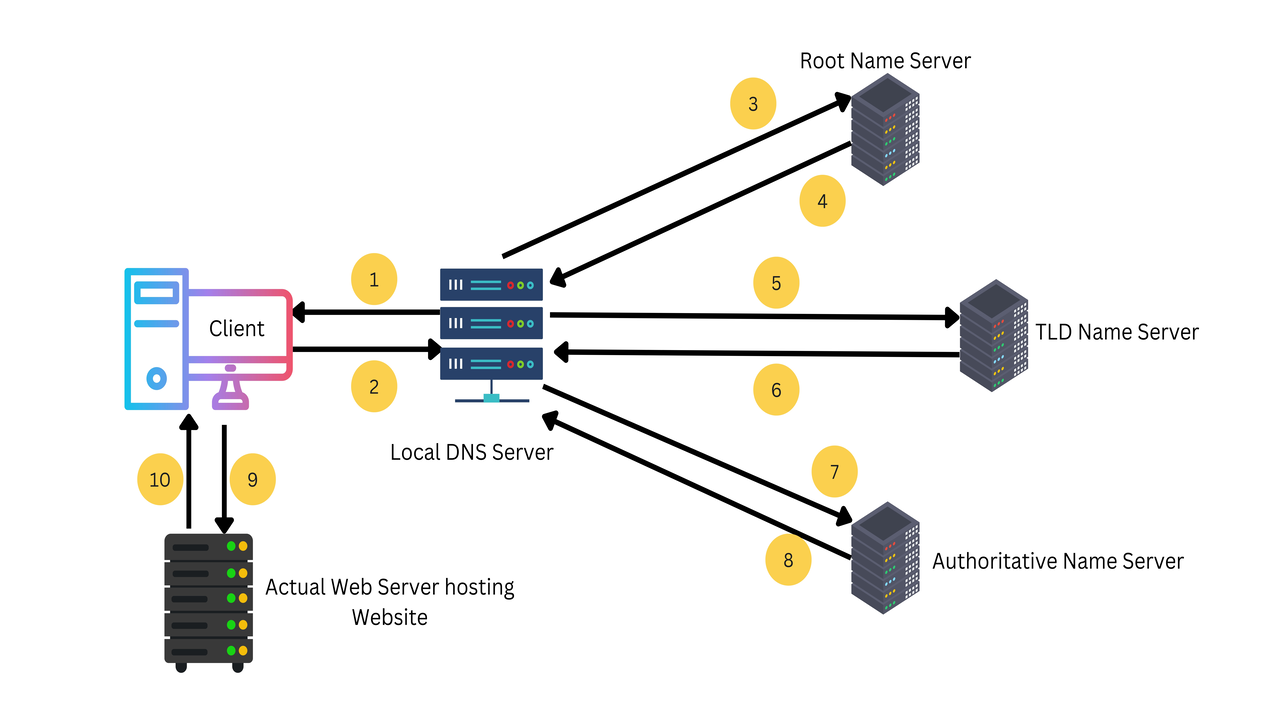 Root Name Server
3
4
1
5
Client
TLD Name Server
2
6
Local DNS Server
7
10
9
8
Authoritative Name Server
Actual Web Server hosting
Website